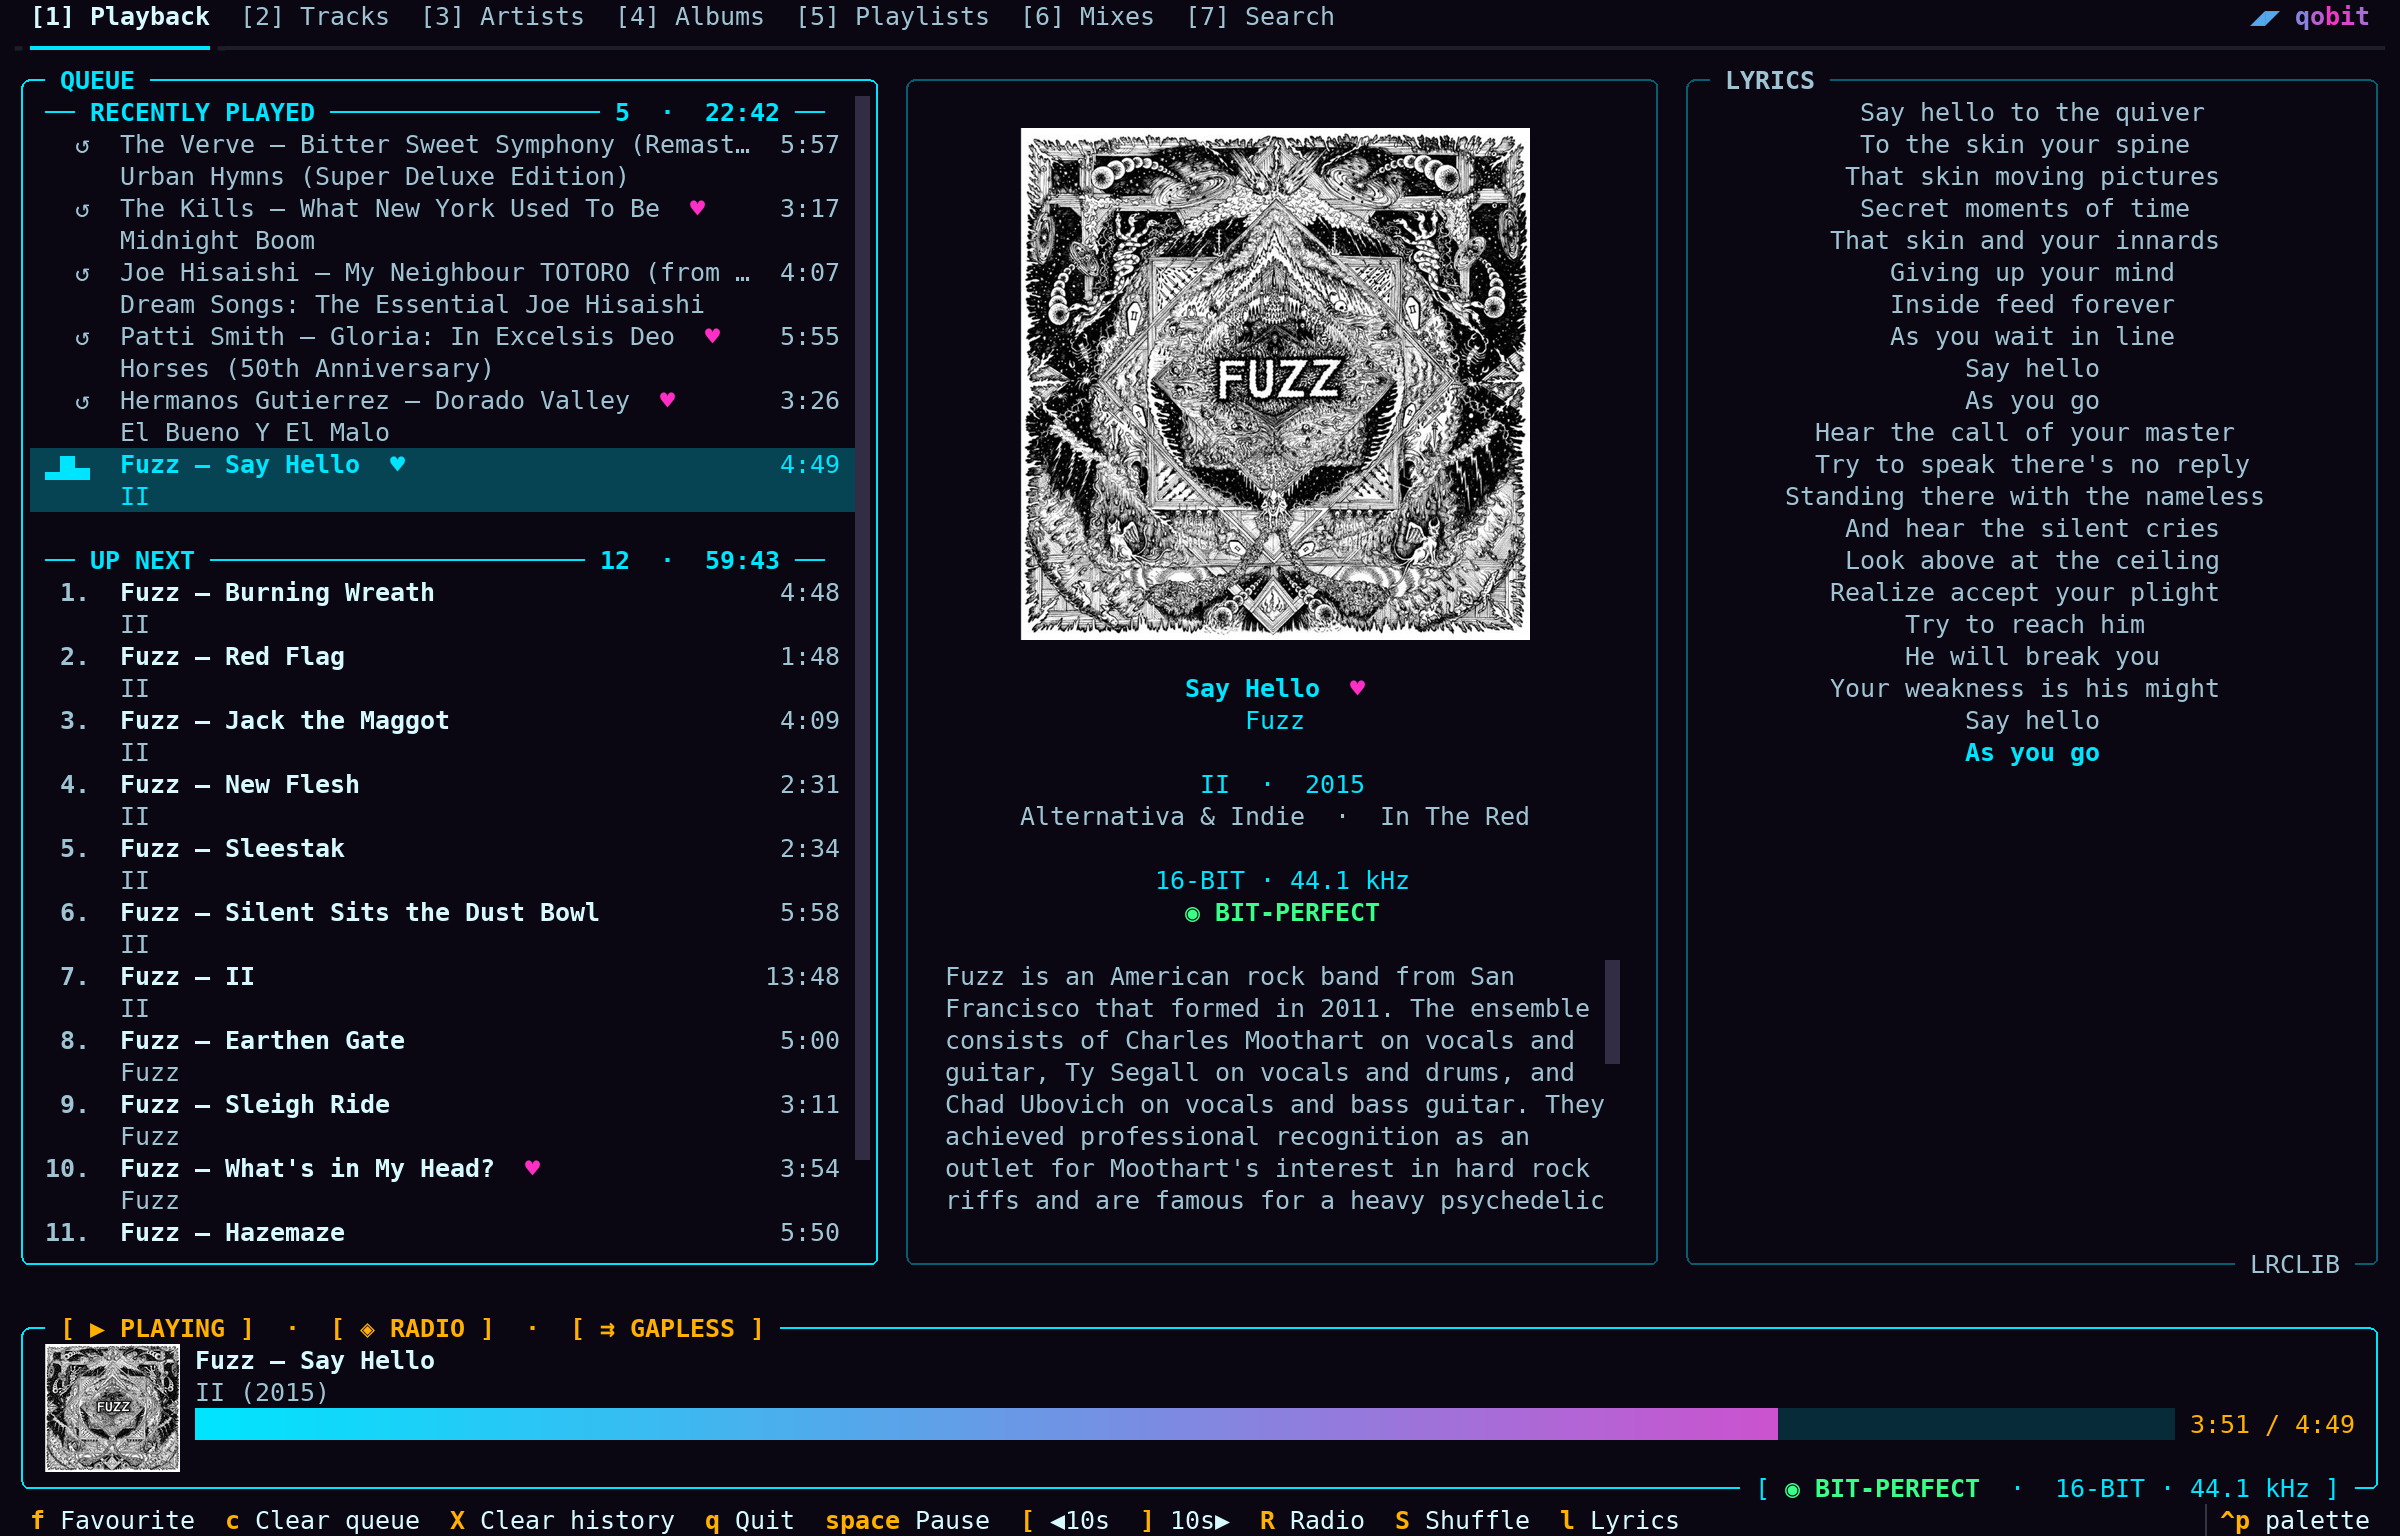 [1] Playback [2] Tracks [3] Artists [4] Albums [5] Playlists [6] Mixes [7] Search
qobit
QUEUE
RECENTLY PLAYED 5 · 22:42
↺ The Verve — Bitter Sweet Symphony (Remast… 5:57
Urban Hymns (Super Deluxe Edition)
↺ The Kills — What New York Used To Be ♥ 3:17
Midnight Boom
↺ Joe Hisaishi — My Neighbour TOTORO (from … 4:07
Dream Songs: The Essential Joe Hisaishi
↺ Patti Smith — Gloria: In Excelsis Deo ♥ 5:55
Horses (50th Anniversary)
↺ Hermanos Gutierrez — Dorado Valley ♥ 3:26
El Bueno Y El Malo
Fuzz — Say Hello ♥ 4:49
II
UP NEXT 12 · 59:43
1. Fuzz — Burning Wreath 4:48
II
2. Fuzz — Red Flag 1:48
II
3. Fuzz — Jack the Maggot 4:09
II
4. Fuzz — New Flesh 2:31
II
5. Fuzz — Sleestak 2:34
II
6. Fuzz — Silent Sits the Dust Bowl 5:58
II
7. Fuzz — II 13:48
II
8. Fuzz — Earthen Gate 5:00
Fuzz
9. Fuzz — Sleigh Ride 3:11
Fuzz
10. Fuzz — What's in My Head? ♥ 3:54
Fuzz
11. Fuzz — Hazemaze 5:50
FUZZ
Say Hello ♥
Fuzz
II · 2015
Alternativa & Indie · In The Red
16-BIT · 44.1 kHz
◉ BIT-PERFECT
Fuzz is an American rock band from San
Francisco that formed in 2011. The ensemble
consists of Charles Moothart on vocals and
guitar, Ty Segall on vocals and drums, and
Chad Ubovich on vocals and bass guitar. They
achieved professional recognition as an
outlet for Moothart's interest in hard rock
riffs and are famous for a heavy psychedelic
LYRICS
Say hello to the quiver
To the skin your spine
That skin moving pictures
Secret moments of time
That skin and your innards
Giving up your mind
Inside feed forever
As you wait in line
Say hello
As you go
Hear the call of your master
Try to speak there's no reply
Standing there with the nameless
And hear the silent cries
Look above at the ceiling
Realize accept your plight
Try to reach him
He will break you
Your weakness is his might
Say hello
As you go
LRCLIB
[ ▶ PLAYING ] · [ ◈ RADIO ] · [ ⇉ GAPLESS ]
FUZZ
Fuzz — Say Hello
II (2015)
3:51 / 4:49
[ ◉ BIT-PERFECT · 16-BIT · 44.1 kHz ]
f Favourite c Clear queue X Clear history q Quit space Pause [ ◀10s ] 10s▶ R Radio S Shuffle l Lyrics
^p palette